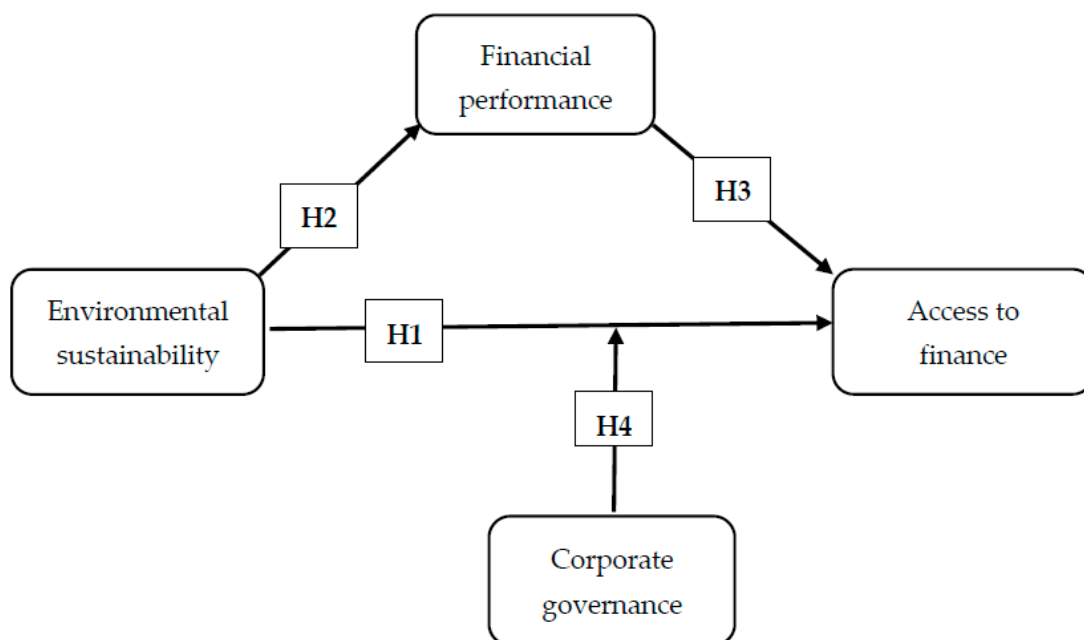 Financial
performance
H2
H3
Environmental
sustainability
H1
Access to
finance
H4
Corporate
governance